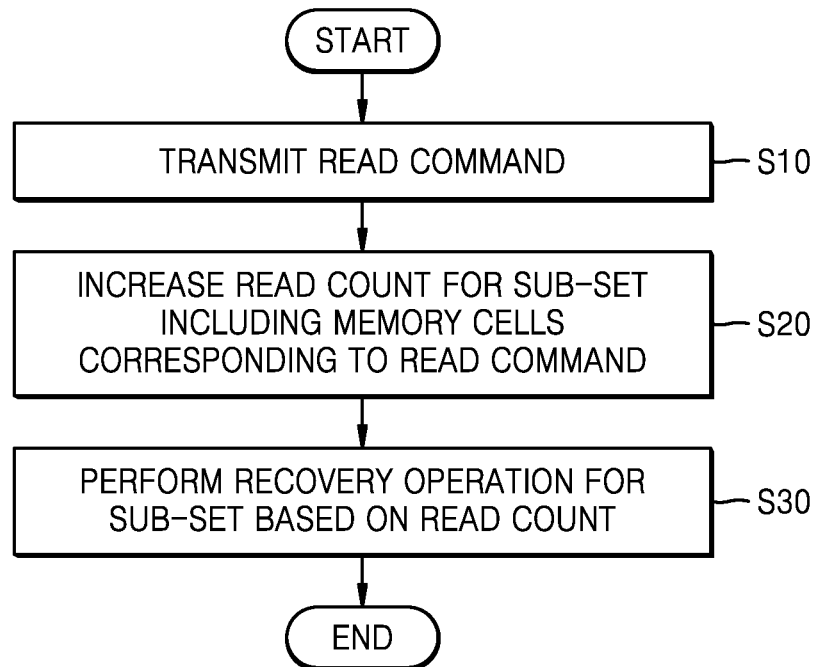 START
TRANSMIT READ COMMAND
S10
INCREASE READ COUNT FOR SUB-SET
INCLUDING MEMORY CELLS
CORRESPONDING TO READ COMMAND
S20
PERFORM RECOVERY OPERATION FOR
SUB-SET BASED ON READ COUNT
S30
END